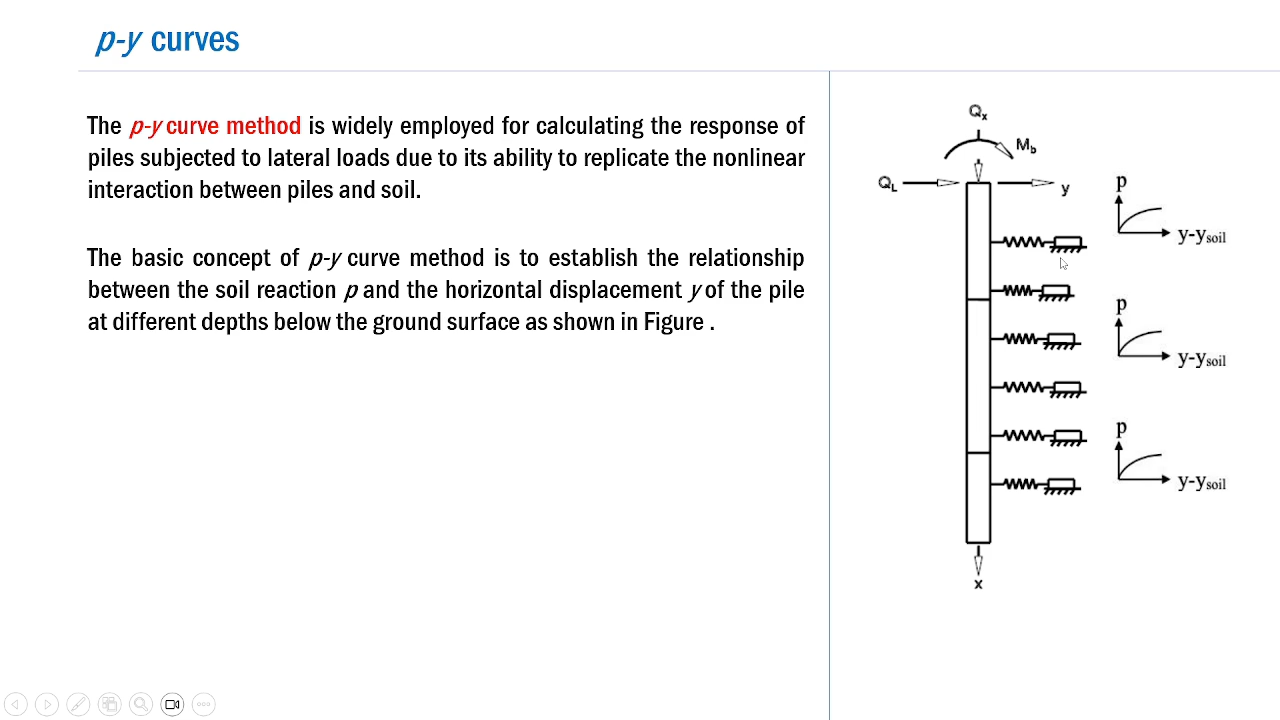 p-y curves
The p-y curve method is widely employed for calculating the response of
piles subjected to lateral loads due to its ability to replicate the nonlinear
interaction between piles and soil.
The basic concept of p-y curve method is to establish the relationship
between the soil reaction p and the horizontal displacement y of the pile
at different depths below the ground surface as shown in Figure .
Qx
Mb
QL
y
p
y-ysoil
p
y-ysoil
p
y-ysoil
x